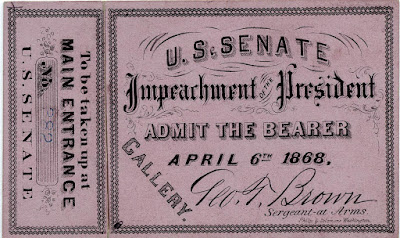 To be taken up at
MAIN ENTRANCE
No.
U. S. SENATE
U. S. SENATE
Impeachment OF THE President
ADMIT THE BEARER
APRIL 6TH 1868.
GALLERY.
Geo. T. Brown
Sergeant-at Arms.